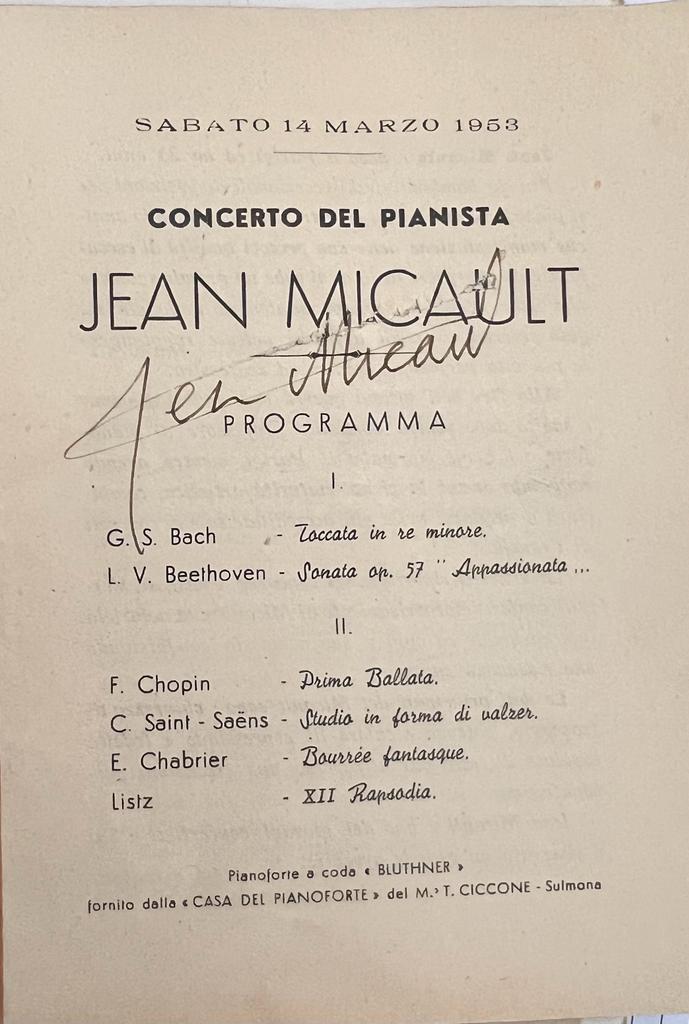 SABATO 14 MARZO 1953
CONCERTO DEL PIANISTA
JEAN MICAULT
Jean Micault
PROGRAMMA
I.
G. S. Bach - Toccata in re minore.
L. V. Beethoven - Sonata op. 57 " Appassionata ...
II.
F. Chopin - Prima Ballata.
C. Saint - Saëns - Studio in forma di valzer.
E. Chabrier - Bourrée fantasque.
Listz - XII Rapsodia.
Pianoforte a coda « BLUTHNER »
fornito dalla « CASA DEL PIANOFORTE » del M.° T. CICCONE - Sulmona